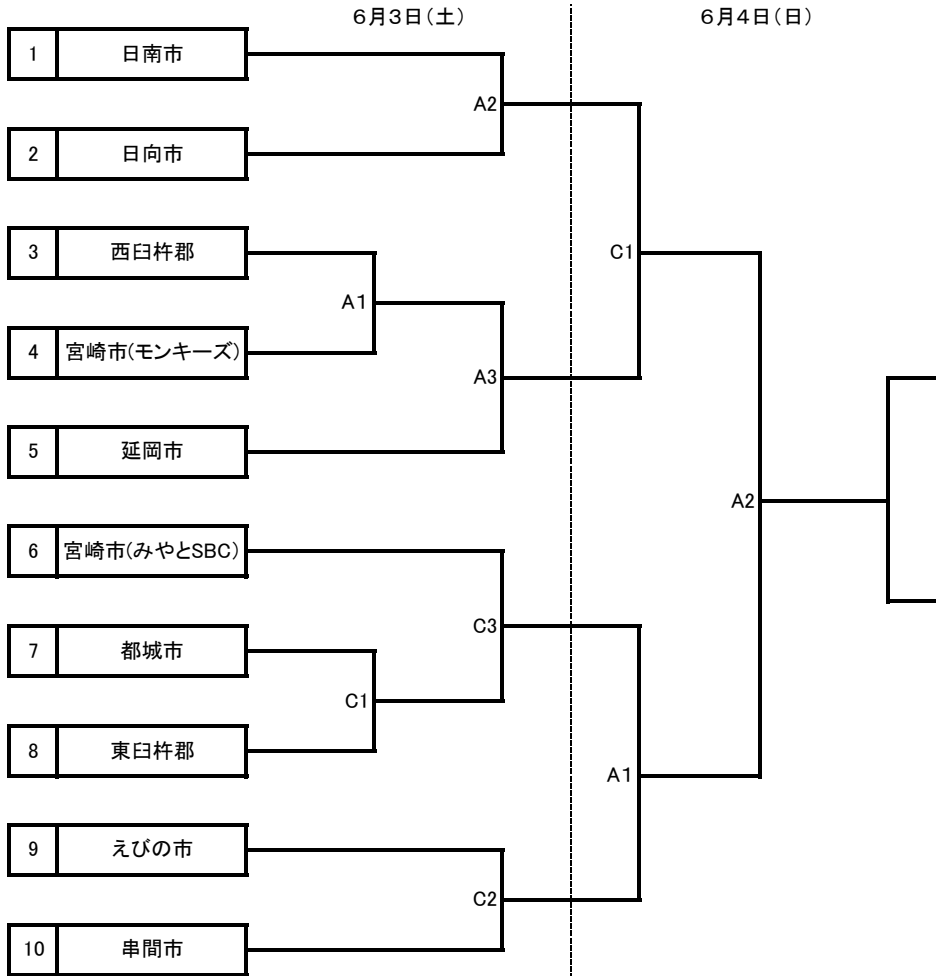 ６月３日（土）
６月４日（日）
1 日南市
A2
2 日向市
3 西臼杵郡
C1
A1
4 宮崎市(モンキーズ)
A3
5 延岡市
A2
6 宮崎市(みやとSBC)
C3
7 都城市
C1
8 東臼杵郡
A1
9 えびの市
C2
10 串間市